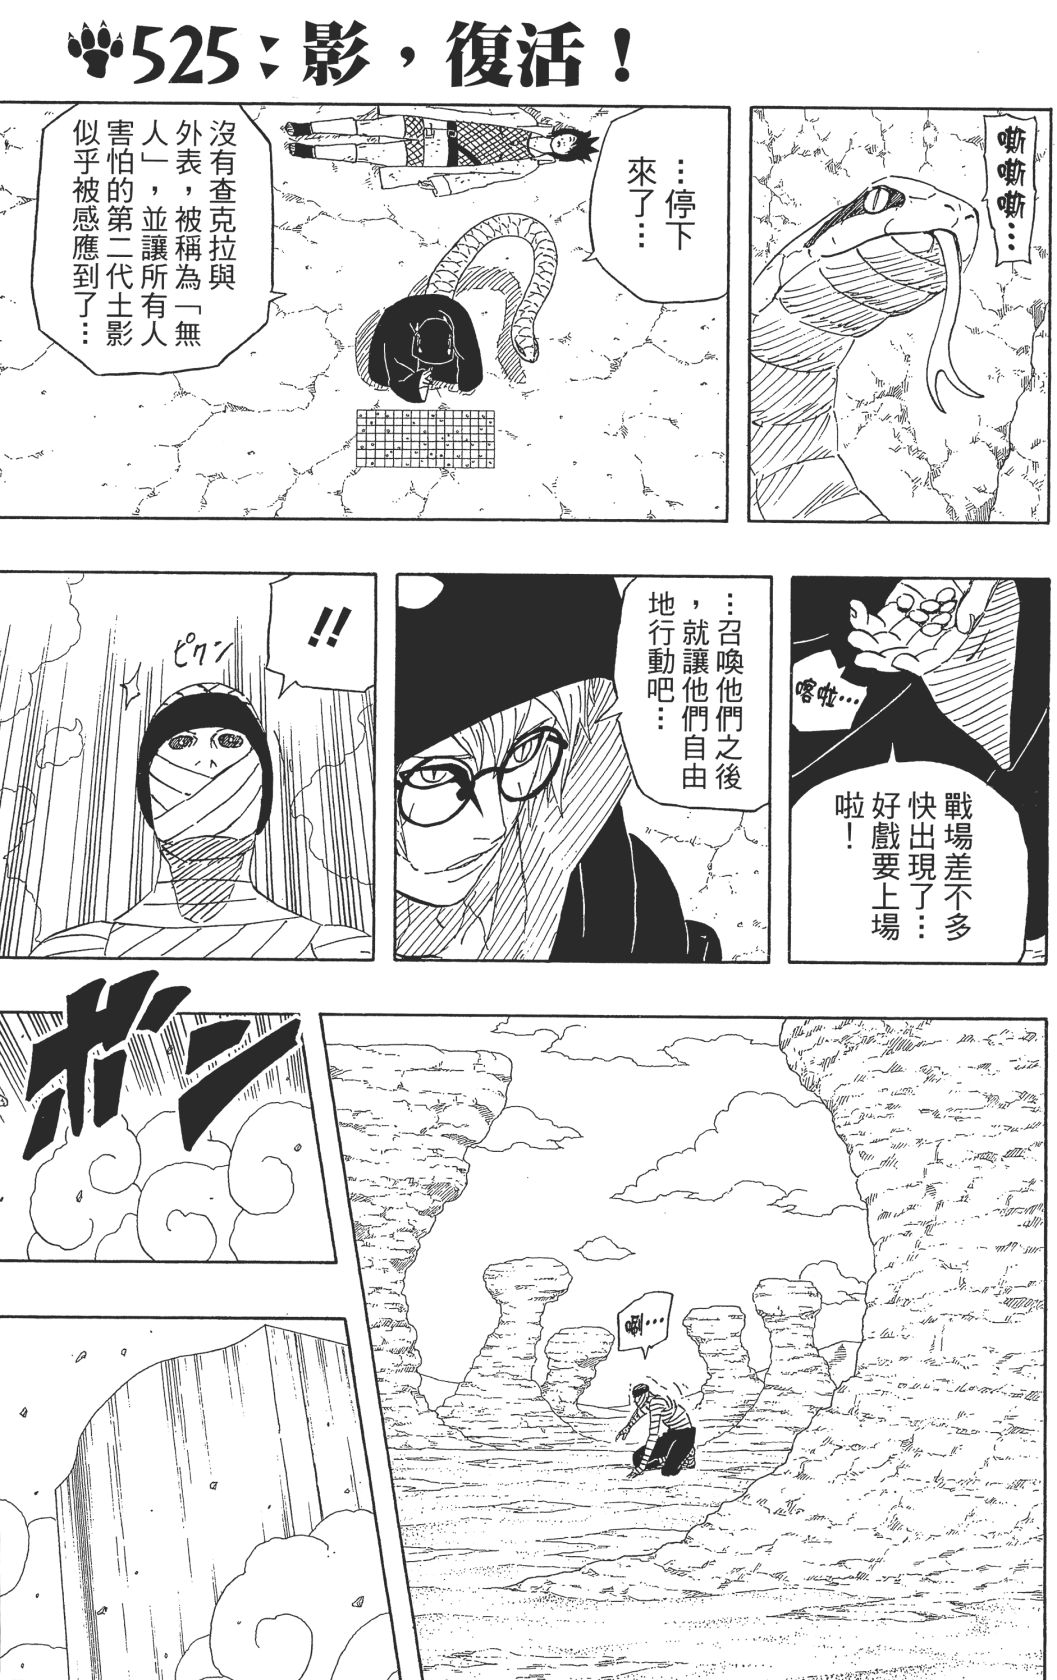 525：影，復活！
嘶嘶嘶…
…停下
來了…
沒有查克拉與
外表，被稱為「無
人」，並讓所有人
害怕的第二代土影
似乎被感應到了…
喀啦…
戰場差不多
快出現了…
好戲要上場
啦！
…召喚他們之後
，就讓他們自由
地行動吧…
!!
ピクン
ボン